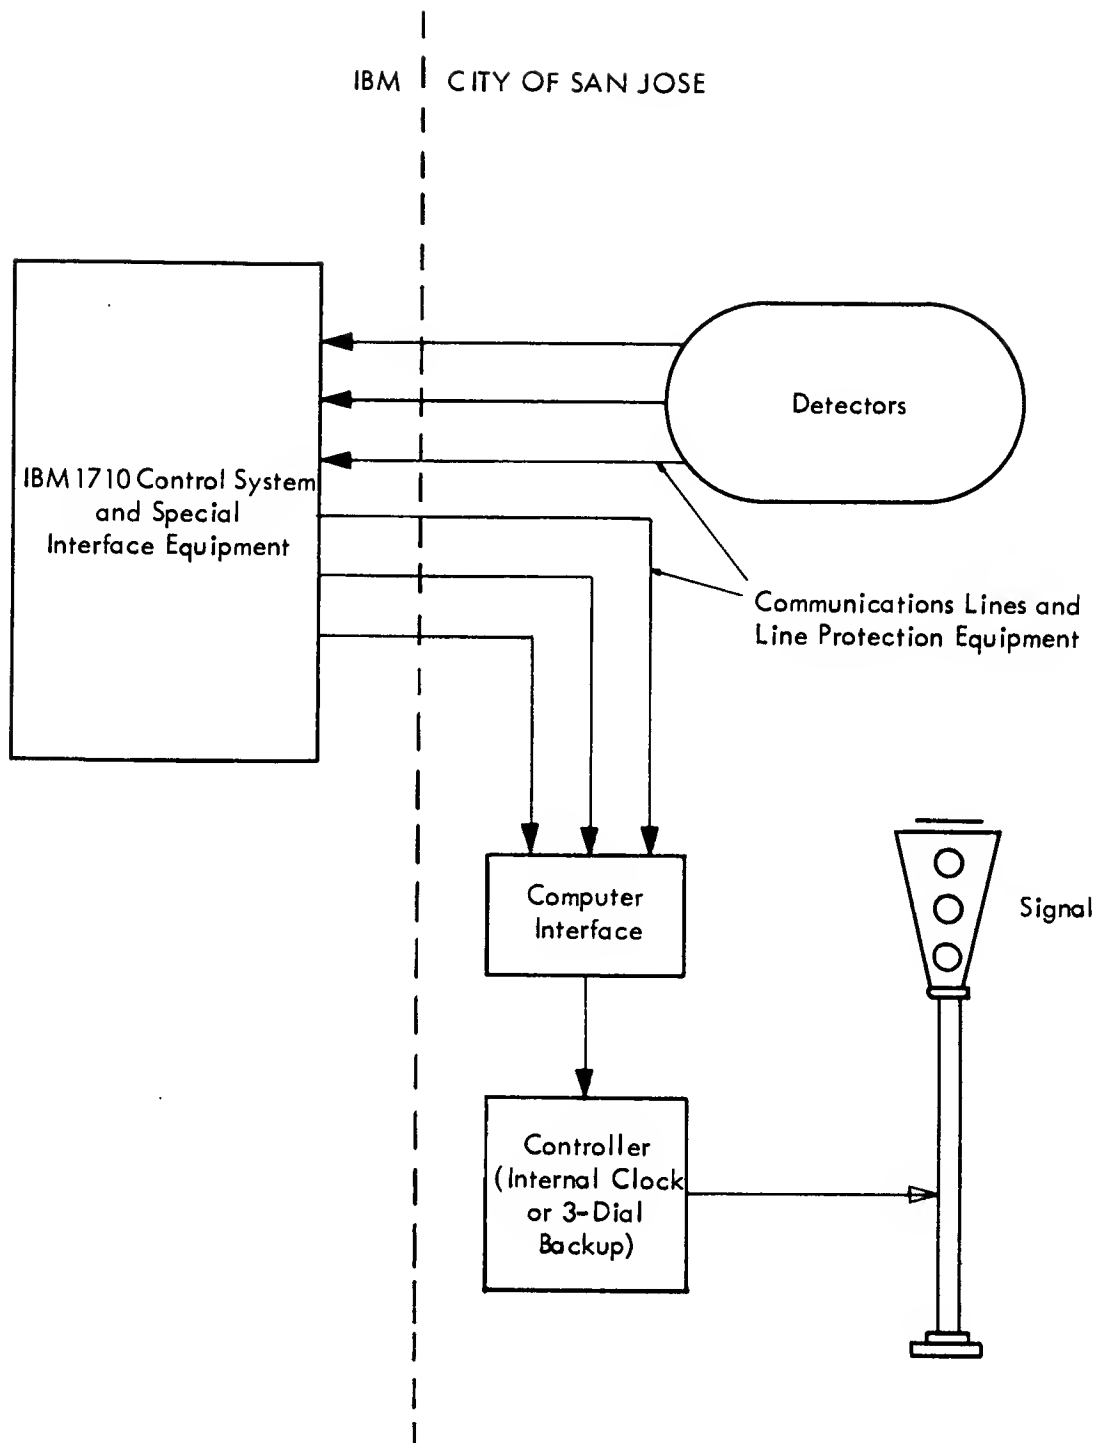 IBM
CITY OF SAN JOSE
Detectors
IBM 1710 Control System
and Special
Interface Equipment
Communications Lines and
Line Protection Equipment
Computer
Interface
Signal
Controller
(Internal Clock
or 3-Dial
Backup)